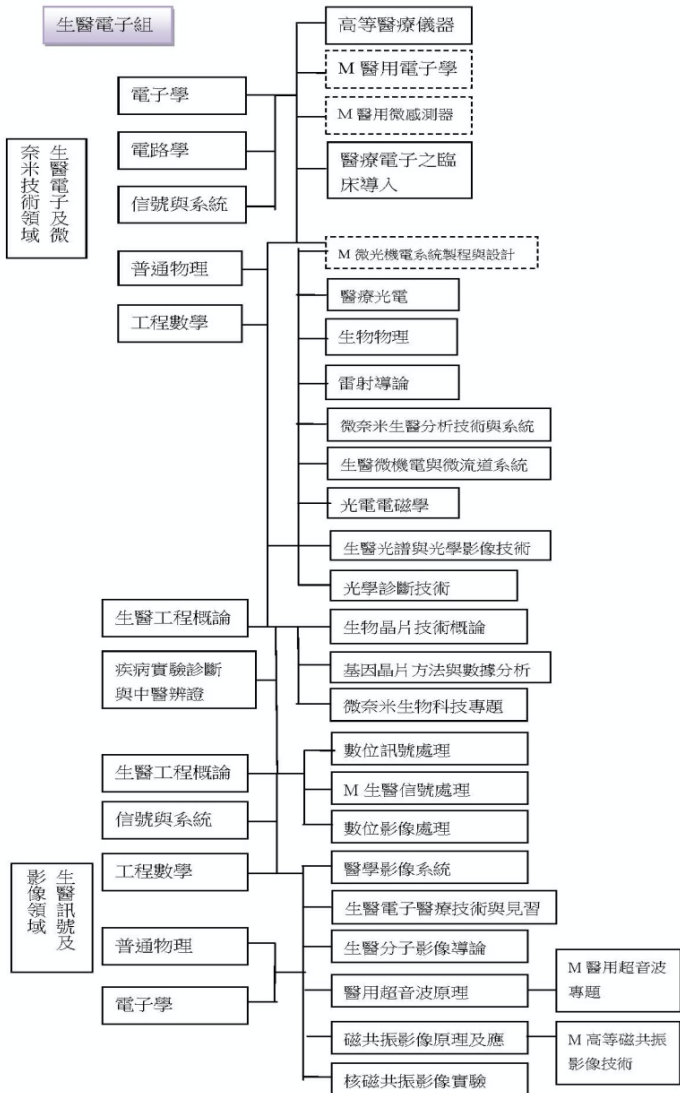 生醫電子組
高等醫療儀器
M 醫用電子學
電子學
M 醫用微感測器
電路學
醫療電子之臨
床導入
生醫電子及微
奈米技術領域
信號與系統
M 微光機電系統製程與設計
普通物理
醫療光電
工程數學
生物物理
雷射導論
微奈米生醫分析技術與系統
生醫微機電與微流道系統
光電電磁學
生醫光譜與光學影像技術
光學診斷技術
生醫工程概論
生物晶片技術概論
疾病實驗診斷
與中醫辨證
基因晶片方法與數據分析
微奈米生物科技專題
數位訊號處理
生醫工程概論
M 生醫信號處理
信號與系統
數位影像處理
工程數學
醫學影像系統
生醫訊號及
影像領域
生醫電子醫療技術與見習
普通物理
生醫分子影像導論
電子學
醫用超音波原理
M 醫用超音波
專題
磁共振影像原理及應
M 高等磁共振
影像技術
核磁共振影像實驗